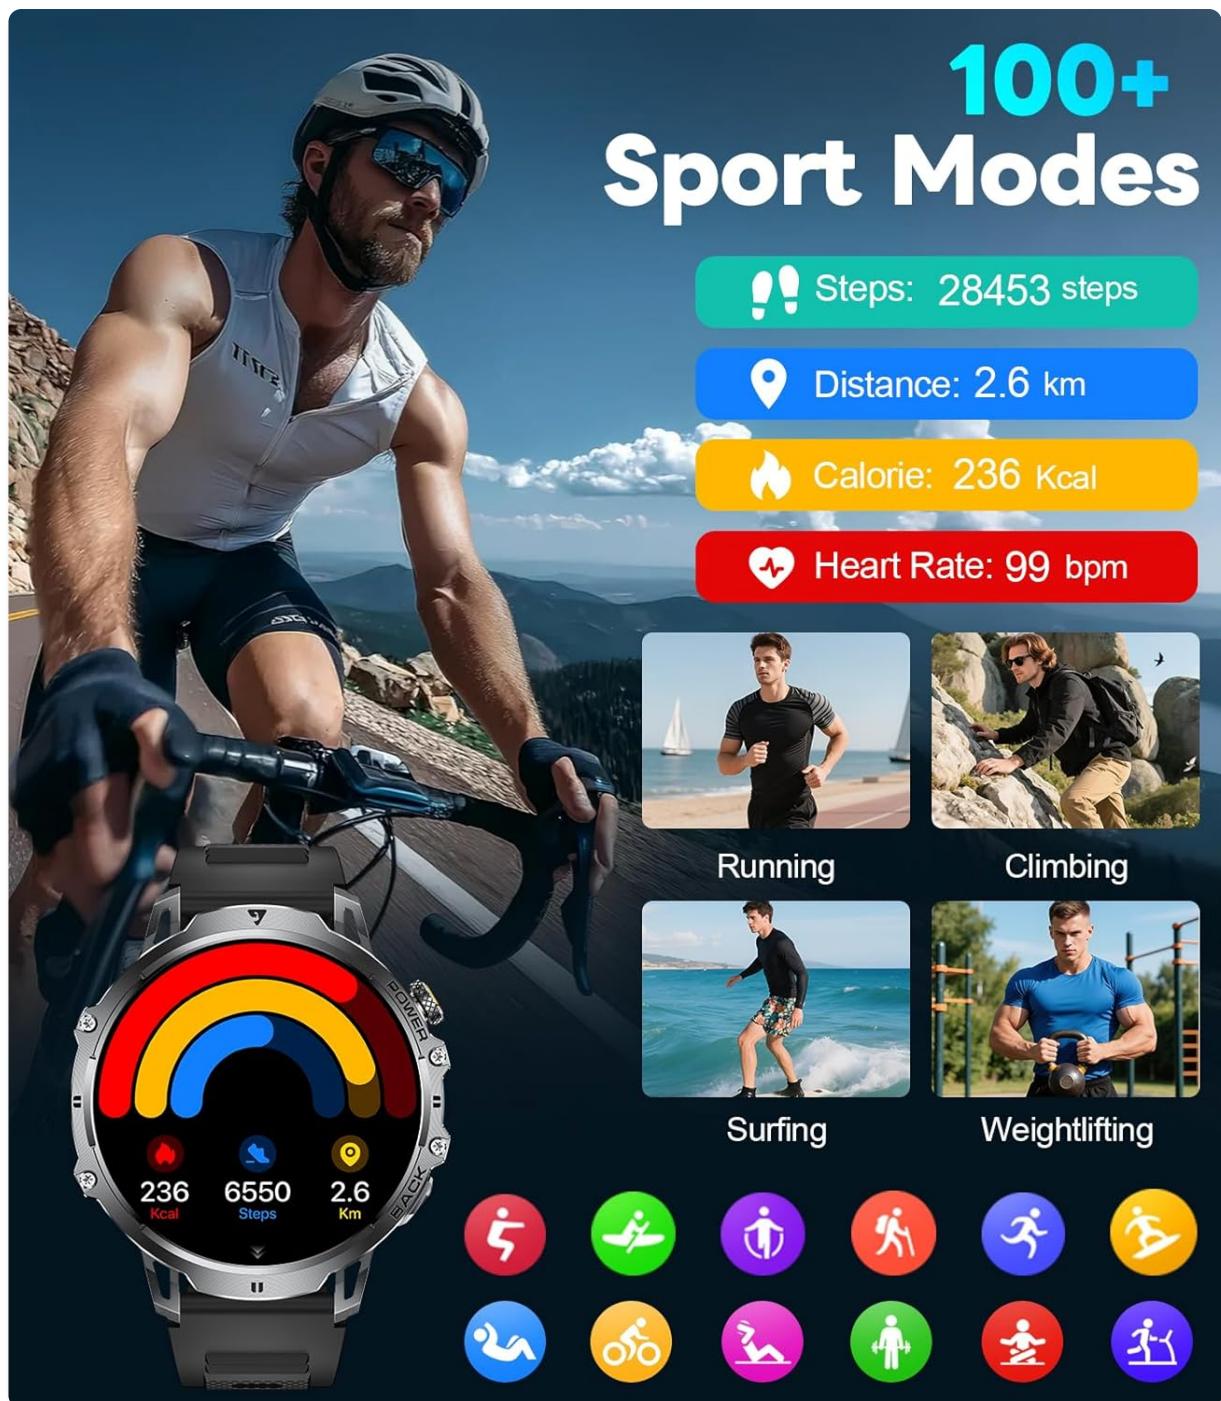 100+
Sport Modes
Steps: 28453 steps
Distance: 2.6 km
Calorie: 236 Kcal
Heart Rate: 99 bpm
Running
Climbing
Surfing
Weightlifting
POWER
BACK
236
Kcal
6550
Steps
2.6
Km